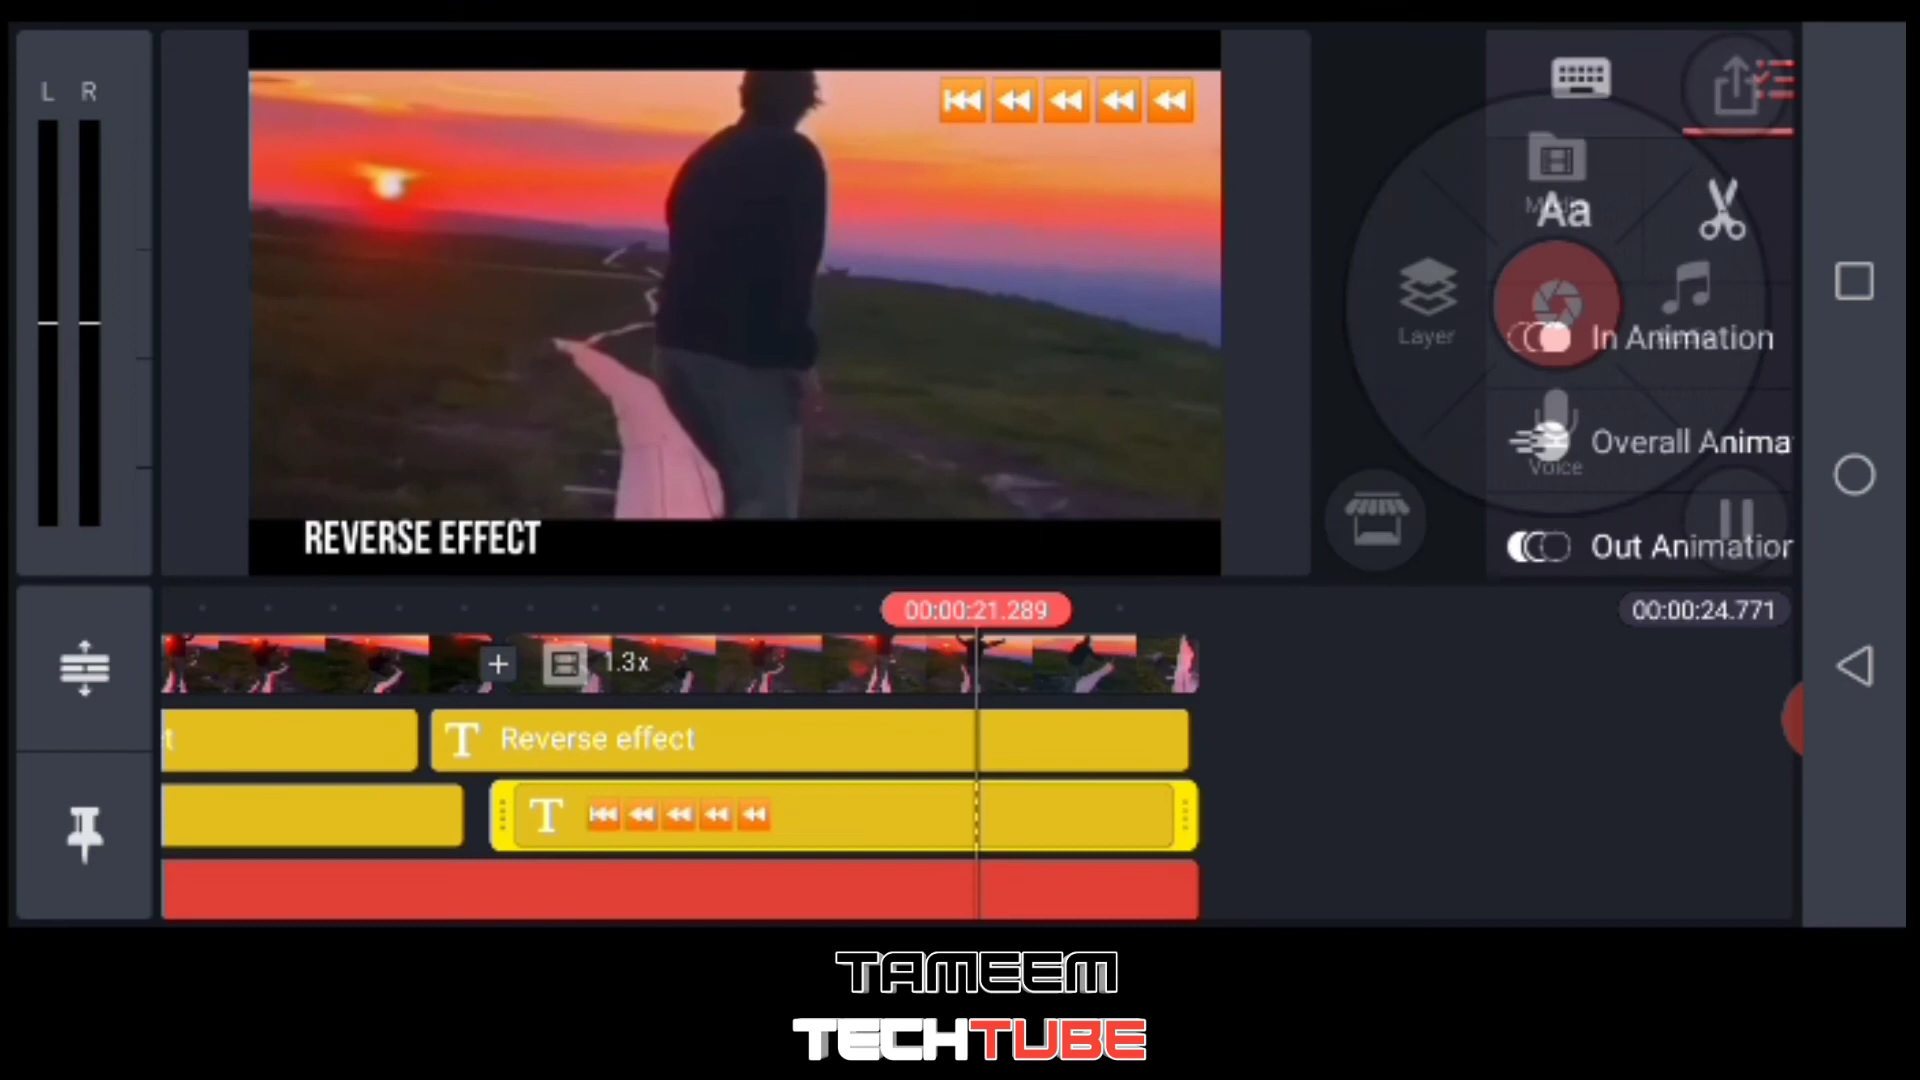 L R
⏮⏪⏪⏪⏪
Aa
Layer
In Animation
Overall Anima
Voice
Out Animation
REVERSE EFFECT
00:00:21.289
00:00:24.771
1.3x
t
Reverse effect
⏮⏪⏪⏪⏪
TAMEEM
TECHTUBE